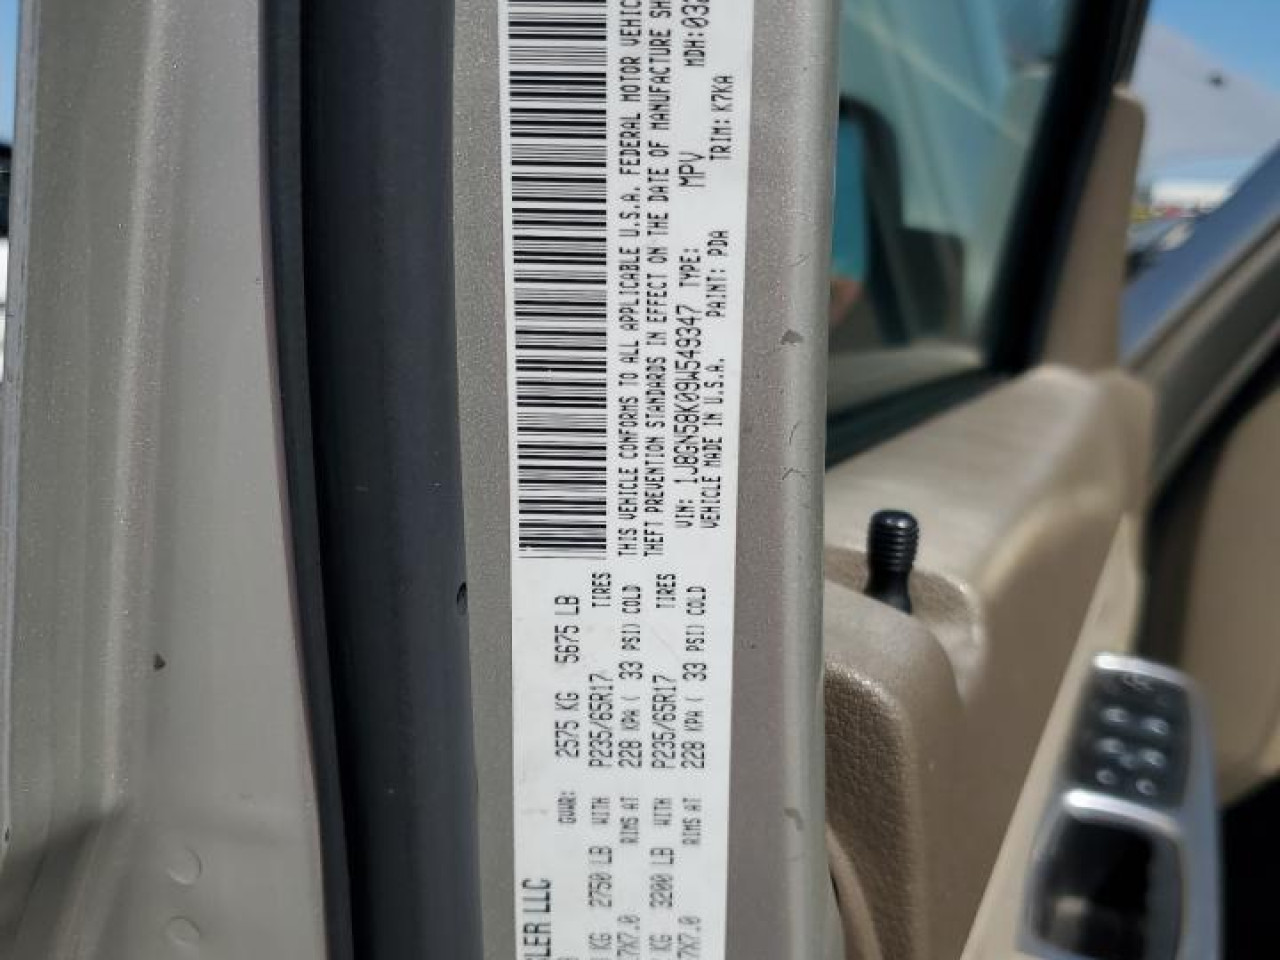 LER LLC
GVWR: 2575 KG 5675 LB
KG 2750 LB WITH P235/65R17 TIRES
7X7.0 RIMS AT 228 KPA ( 33 PSI) COLD
KG 3200 LB WITH P235/65R17 TIRES
7X7.0 RIMS AT 228 KPA ( 33 PSI) COLD
THIS VEHICLE CONFORMS TO ALL APPLICABLE U.S.A. FEDERAL MOTOR VEHIC
THEFT PREVENTION STANDARDS IN EFFECT ON THE DATE OF MANUFACTURE SH
VIN: 1J8GN58K09W549347 TYPE: MPV MDH:032
VEHICLE MADE IN U.S.A. PAINT: PDA TRIM: K7KA